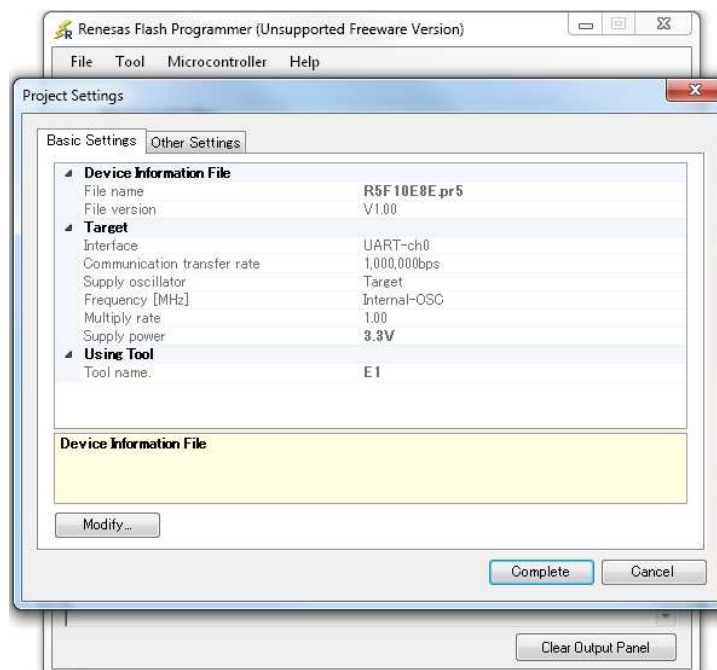 Renesas Flash Programmer (Unsupported Freeware Version)
File Tool Microcontroller Help
Project Settings
Basic Settings Other Settings
Device Information File
File name R5F10E8E.pr5
File version V1.00
Target
Interface UART-ch0
Communication transfer rate 1,000,000bps
Supply oscillator Target
Frequency [MHz] Internal-OSC
Multiply rate 1.00
Supply power 3.3V
Using Tool
Tool name. E1
Device Information File
Modify...
Complete Cancel
Clear Output Panel